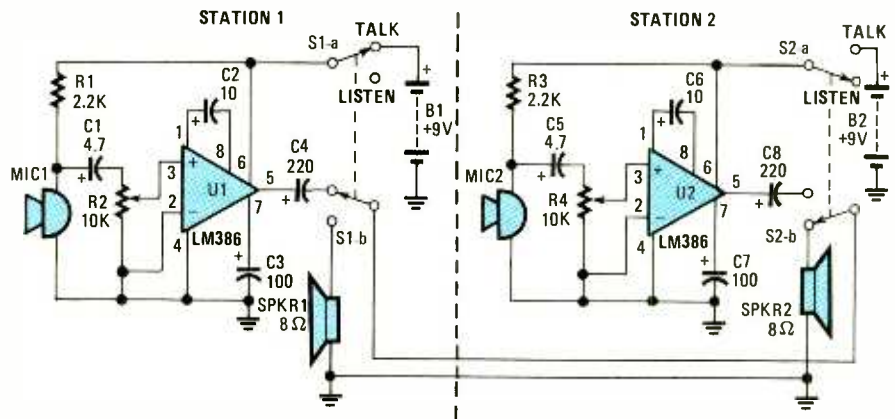 STATION 1
STATION 2
S1-a
TALK
LISTEN
B1
+9V
+
R1
2.2K
C2
10
+
C1
4.7
+
MIC1
R2
10K
1
8
6
3
+
2
−
4
5
7
U1
LM386
C4
220
+
S1-b
+
C3
100
SPKR1
8Ω
S2-a
TALK
LISTEN
B2
+9V
+
R3
2.2K
C6
10
+
C5
4.7
+
MIC2
R4
10K
1
8
6
3
+
2
−
4
5
7
U2
LM386
C8
220
+
S2-b
+
C7
100
SPKR2
8Ω